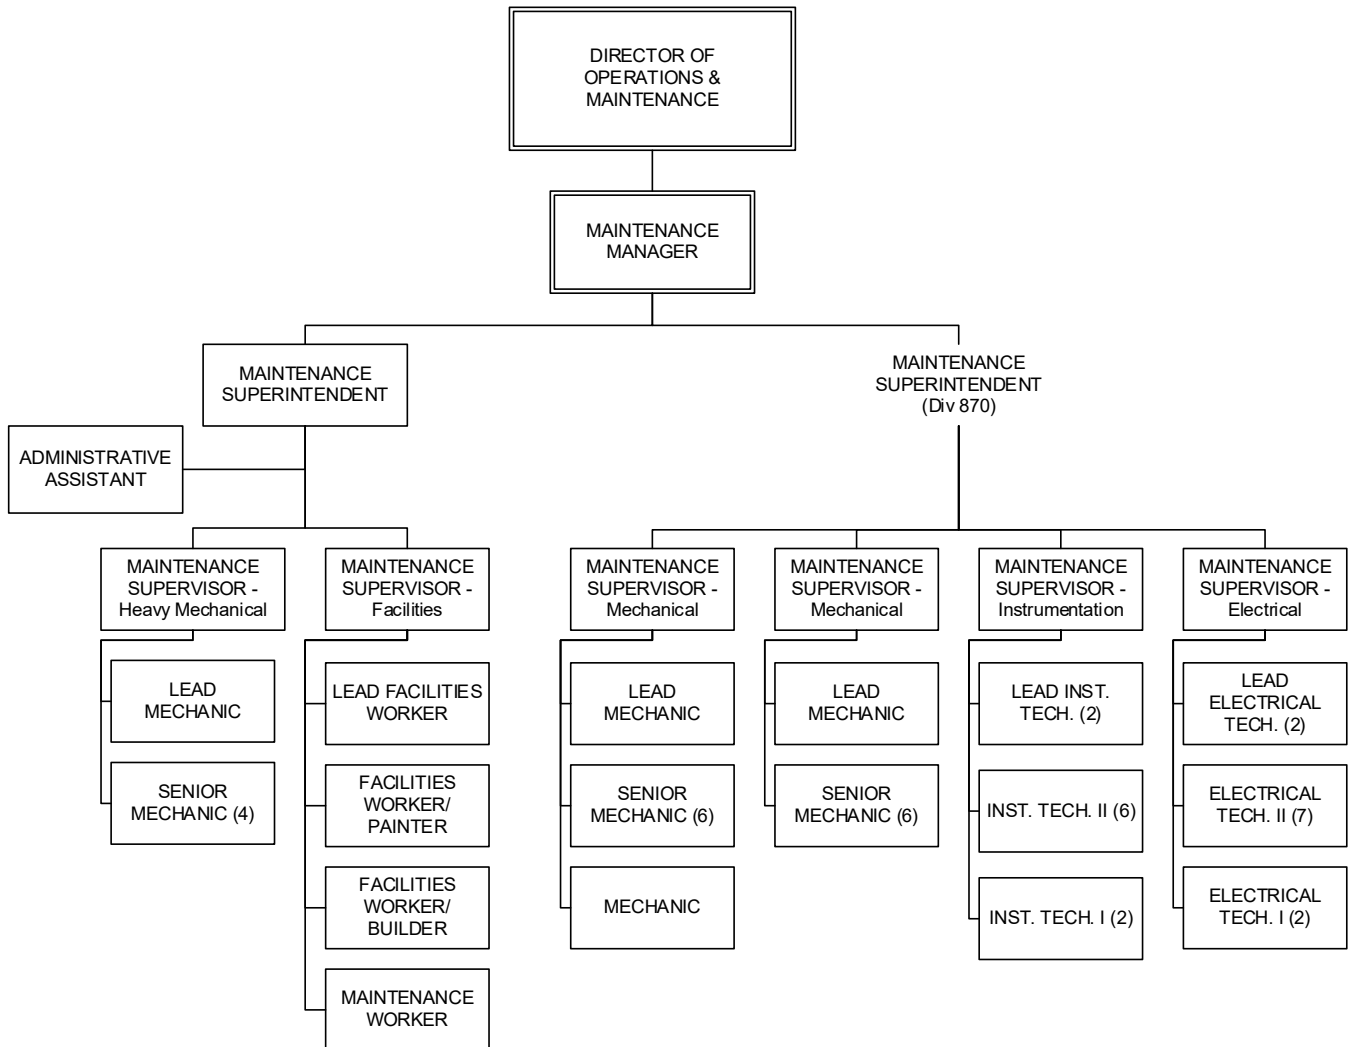 DIRECTOR OF
OPERATIONS &
MAINTENANCE
MAINTENANCE
MANAGER
MAINTENANCE
SUPERINTENDENT
MAINTENANCE
SUPERINTENDENT
(Div 870)
ADMINISTRATIVE
ASSISTANT
MAINTENANCE
SUPERVISOR -
Heavy Mechanical
MAINTENANCE
SUPERVISOR -
Facilities
MAINTENANCE
SUPERVISOR -
Mechanical
MAINTENANCE
SUPERVISOR -
Mechanical
MAINTENANCE
SUPERVISOR -
Instrumentation
MAINTENANCE
SUPERVISOR -
Electrical
LEAD
MECHANIC
SENIOR
MECHANIC (4)
LEAD FACILITIES
WORKER
FACILITIES
WORKER/
PAINTER
FACILITIES
WORKER/
BUILDER
MAINTENANCE
WORKER
LEAD
MECHANIC
SENIOR
MECHANIC (6)
MECHANIC
LEAD
MECHANIC
SENIOR
MECHANIC (6)
LEAD INST.
TECH. (2)
INST. TECH. II (6)
INST. TECH. I (2)
LEAD
ELECTRICAL
TECH. (2)
ELECTRICAL
TECH. II (7)
ELECTRICAL
TECH. I (2)